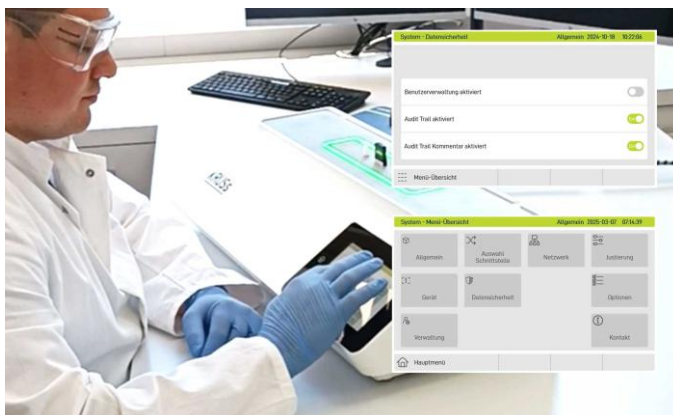 KRÜSS
System - Datensicherheit Allgemein 2024-10-18 10:22:04
Benutzerverwaltung aktiviert
Audit Trail aktiviert
Audit Trail Kommentar aktiviert
Menü-Übersicht
System - Menü-Übersicht Allgemein 2025-03-07 07:14:39
Allgemein
Auswahl
Schnittstelle
Netzwerk
Justierung
Gerät
Datensicherheit
Optionen
Verwaltung
Kontakt
Hauptmenü